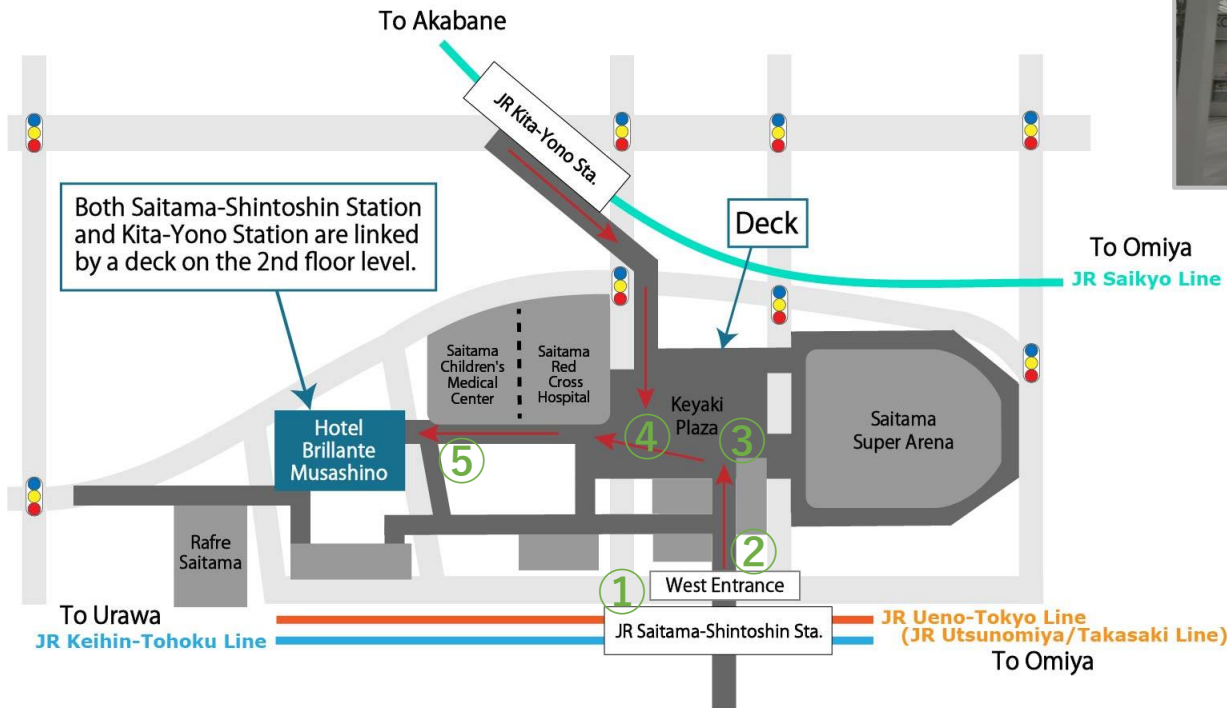 To Akabane
JR Kita-Yono Sta.
Both Saitama-Shintoshin Station
and Kita-Yono Station are linked
by a deck on the 2nd floor level.
Deck
To Omiya
JR Saikyo Line
Saitama
Children's
Medical
Center
Saitama
Red
Cross
Hospital
Keyaki
Plaza
Saitama
Super Arena
Hotel
Brillante
Musashino
④
③
⑤
Rafre
Saitama
②
①
West Entrance
To Urawa
JR Keihin-Tohoku Line
JR Saitama-Shintoshin Sta.
JR Ueno-Tokyo Line
(JR Utsunomiya/Takasaki Line)
To Omiya